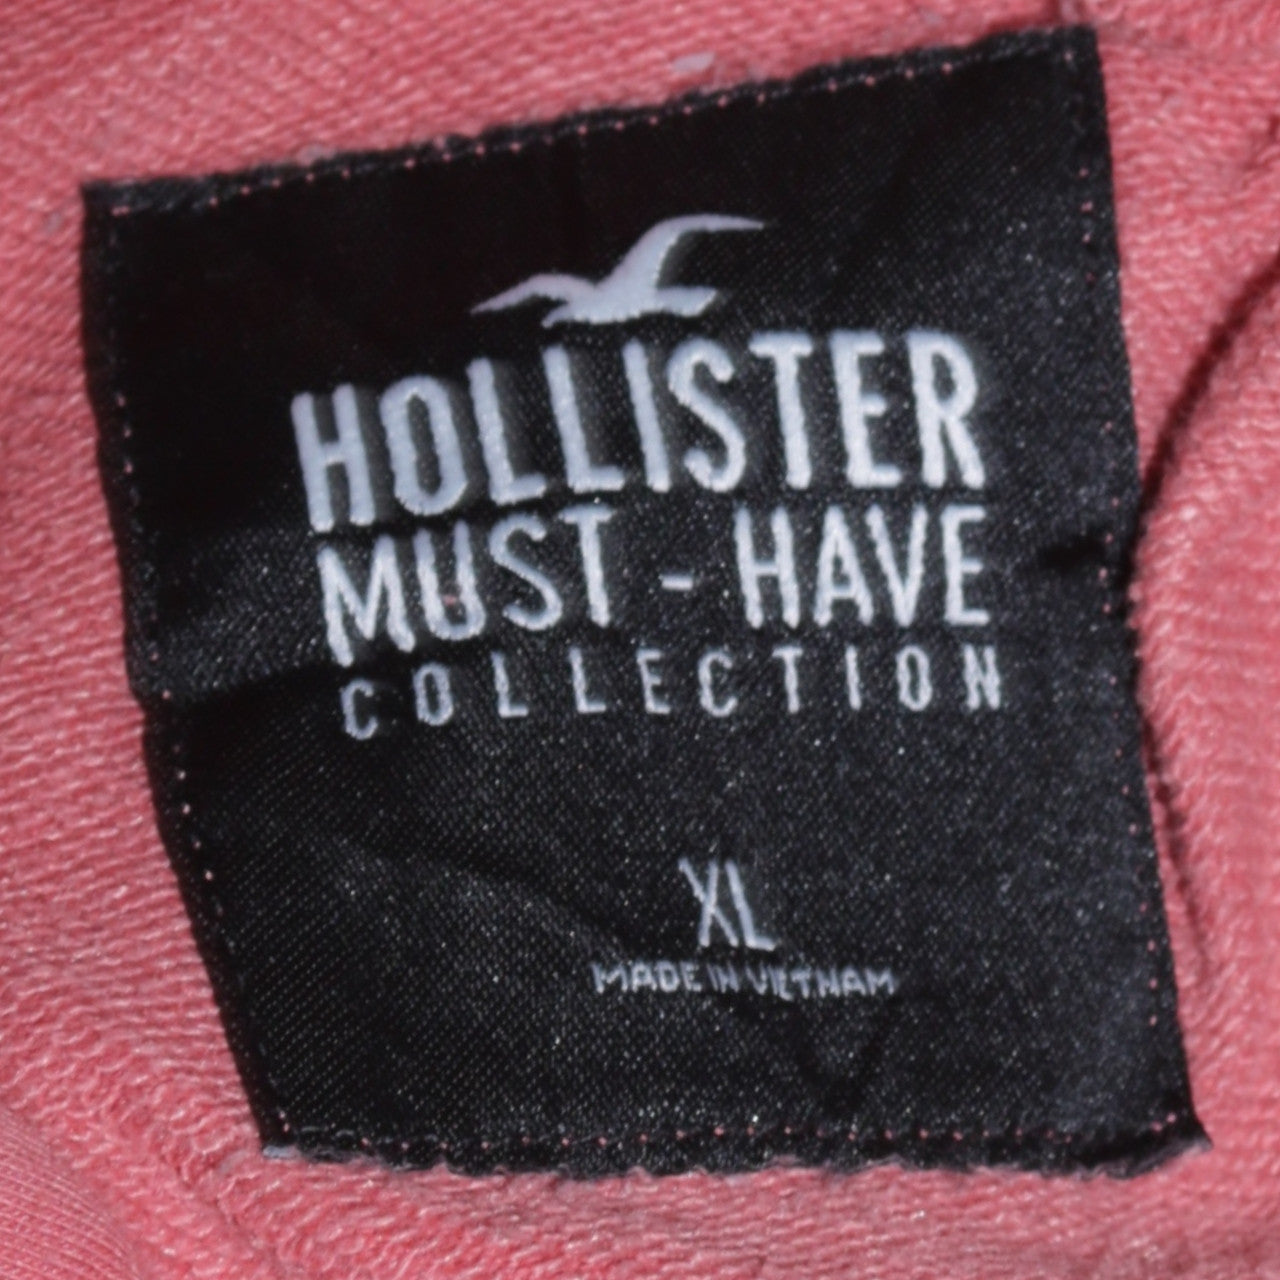 HOLLISTER
MUST-HAVE
COLLECTION
XL
MADE IN VIETNAM